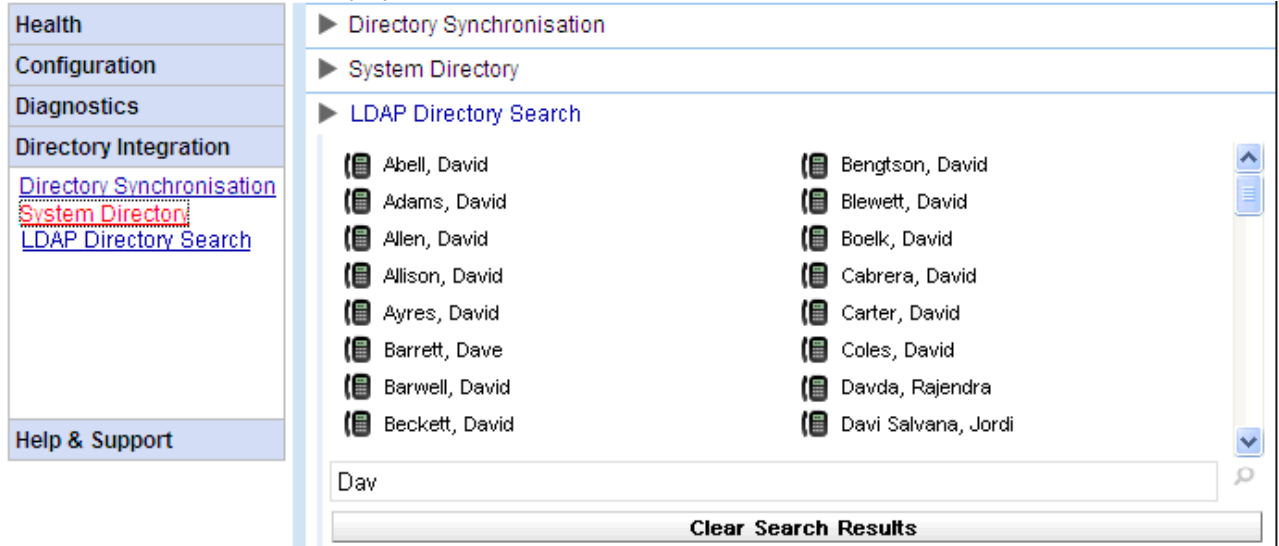 Health
Configuration
Diagnostics
Directory Integration
Directory Synchronisation
System Directory
LDAP Directory Search
Help & Support
Directory Synchronisation
System Directory
LDAP Directory Search
Abell, David
Adams, David
Allen, David
Allison, David
Ayres, David
Barrett, Dave
Barwell, David
Beckett, David
Bengtson, David
Blewett, David
Boelk, David
Cabrera, David
Carter, David
Coles, David
Davda, Rajendra
Davi Salvana, Jordi
Dav
Clear Search Results